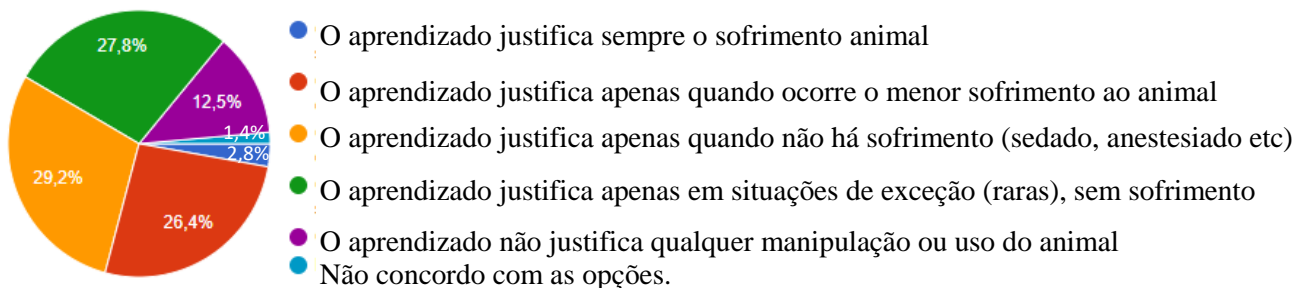 27,8%
12,5%
1,4%
2,8%
29,2%
26,4%
O aprendizado justifica sempre o sofrimento animal
O aprendizado justifica apenas quando ocorre o menor sofrimento ao animal
O aprendizado justifica apenas quando não há sofrimento (sedado, anestesiado etc)
O aprendizado justifica apenas em situações de exceção (raras), sem sofrimento
O aprendizado não justifica qualquer manipulação ou uso do animal
Não concordo com as opções.